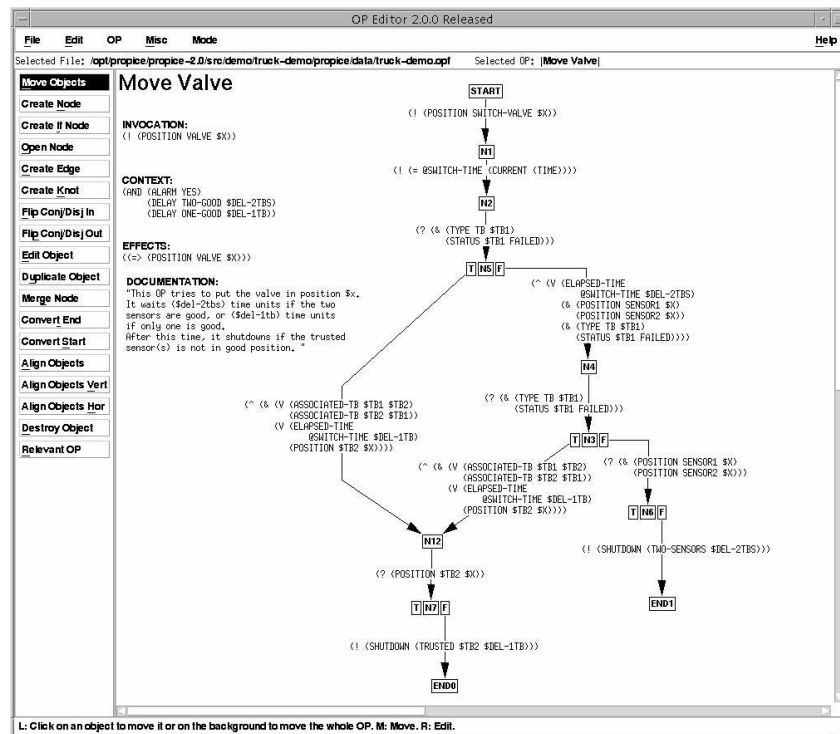 OP Editor 2.0.0 Released
File Edit OP Misc Mode Help
Selected File: /opt/propice/propice-2.0/src/demo/truck-demo/propice/data/truck-demo.opf Selected OP: |Move Valve|
Move Objects
Create Node
Create If Node
Open Node
Create Edge
Create Knot
Flip Conj/Disj In
Flip Conj/Disj Out
Edit Object
Duplicate Object
Merge Node
Convert End
Convert Start
Align Objects
Align Objects Vert
Align Objects Hor
Destroy Object
Relevant OP
Move Valve
INVOCATION:
(! (POSITION VALVE $X))
CONTEXT:
(AND (ALARM YES)
(DELAY TWO-GOOD $DEL-2TBS)
(DELAY ONE-GOOD $DEL-1TB))
EFFECTS:
((=> (POSITION VALVE $X)))
DOCUMENTATION:
"This OP tries to put the valve in position $x.
It waits ($del-2tbs) time units if the two
sensors are good, or ($del-1tb) time units
if only one is good.
After this time, it shutdowns if the trusted
sensor(s) is not in good position. "
START
(! (POSITION SWITCH-VALVE $X))
N1
(! (= @SWITCH-TIME (CURRENT (TIME))))
N2
(? (& (TYPE TB $TB1)
(STATUS $TB1 FAILED)))
T N5 F
(^ (V (ELAPSED-TIME
@SWITCH-TIME $DEL-2TBS)
(& (POSITION SENSOR1 $X)
(POSITION SENSOR2 $X))
(& (TYPE TB $TB1)
(STATUS $TB1 FAILED))))
N4
(? (& (TYPE TB $TB1)
(STATUS $TB1 FAILED)))
T N3 F
(^ (& (V (ASSOCIATED-TB $TB1 $TB2)
(ASSOCIATED-TB $TB2 $TB1))
(V (ELAPSED-TIME
@SWITCH-TIME $DEL-1TB)
(POSITION $TB2 $X))))
(^ (& (V (ASSOCIATED-TB $TB1 $TB2)
(ASSOCIATED-TB $TB2 $TB1))
(V (ELAPSED-TIME
@SWITCH-TIME $DEL-1TB)
(POSITION $TB2 $X))))
(? (& (POSITION SENSOR1 $X)
(POSITION SENSOR2 $X)))
T N6 F
N12
(! (SHUTDOWN (TWO-SENSORS $DEL-2TBS)))
(? (POSITION $TB2 $X))
END1
T N7 F
(! (SHUTDOWN (TRUSTED $TB2 $DEL-1TB)))
END0
L: Click on an object to move it or on the background to move the whole OP. M: Move. R: Edit.